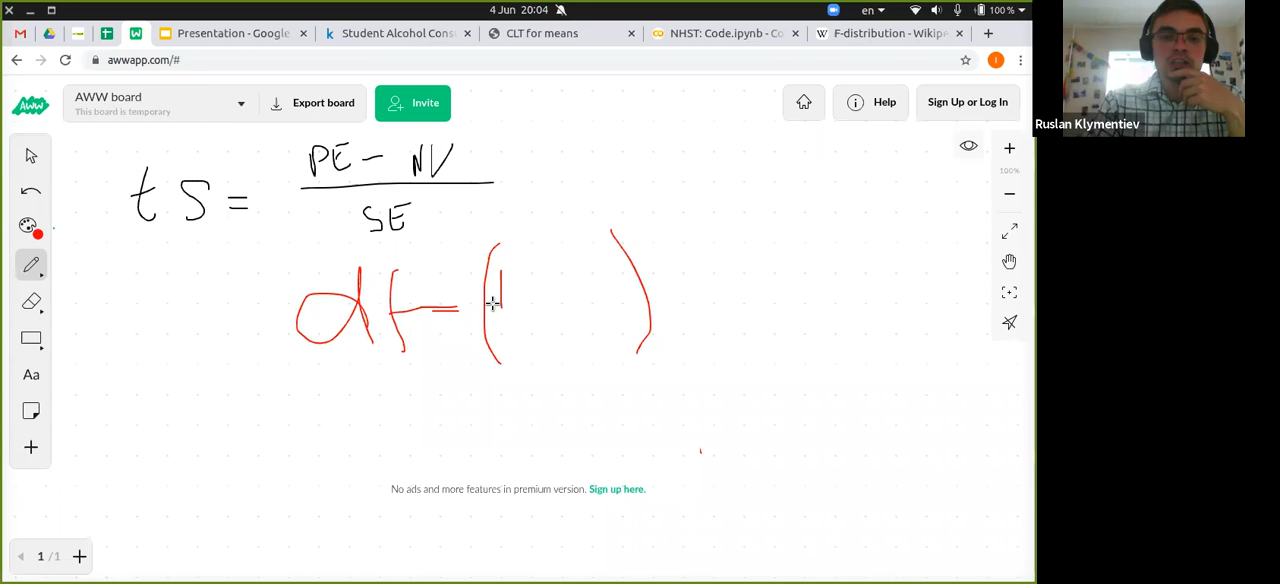 4 Jun 20:04
en
100 %
Presentation - Google
Student Alcohol Cons
CLT for means
NHST: Code.ipynb - Co
F-distribution - Wikipe
awwapp.com/#
AWW
AWW board
This board is temporary
Export board
Invite
Help
Sign Up or Log In
Ruslan Klymentiev
100%
Aa
ts = PE - NV
SE
df = ( )
No ads and more features in premium version. Sign up here.
1 /1